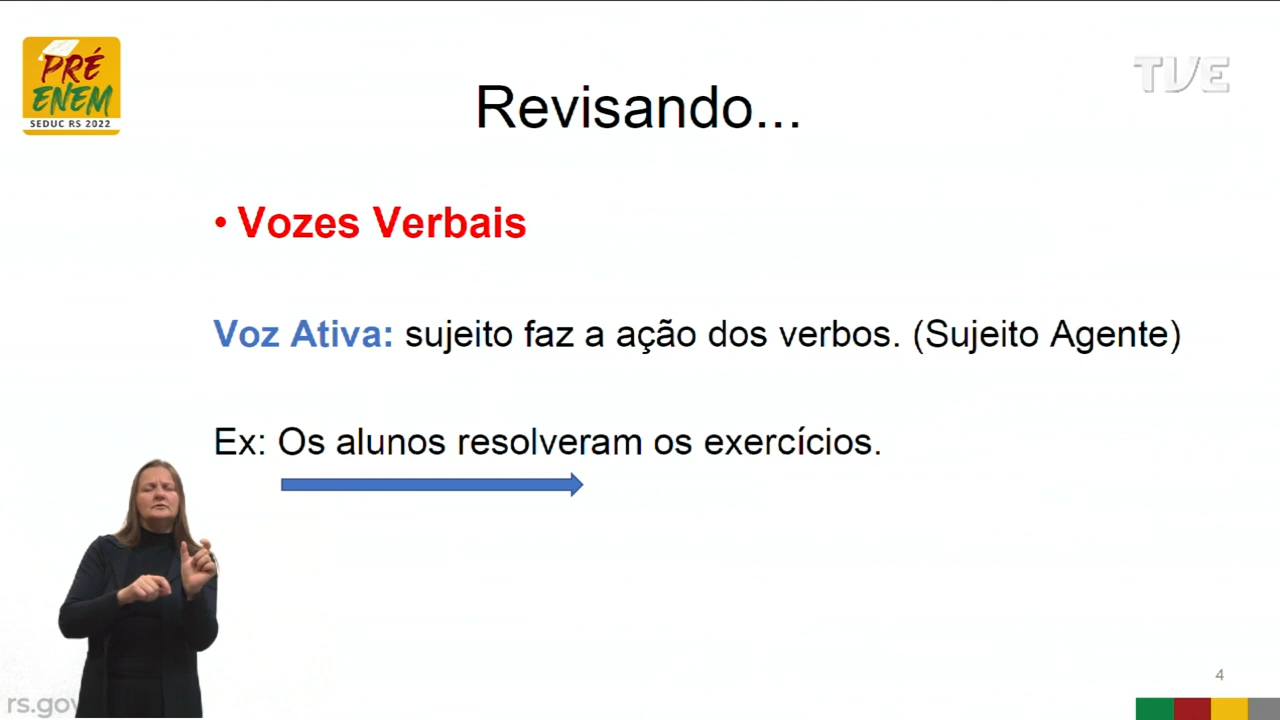 PRÉ
ENEM
SEDUC RS 2022
TVE
Revisando...
• Vozes Verbais
Voz Ativa: sujeito faz a ação dos verbos. (Sujeito Agente)
Ex: Os alunos resolveram os exercícios.
4
rs.gov